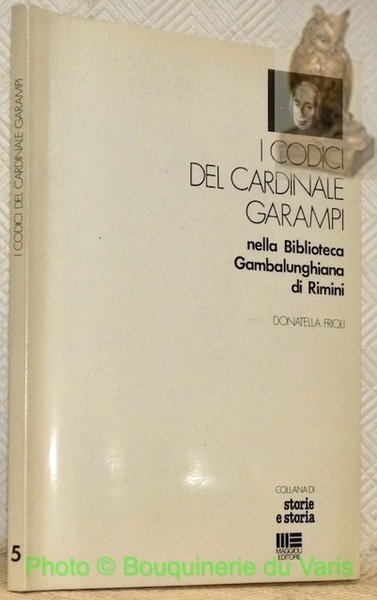 I CODICI DEL CARDINALE GARAMPI
5
I CODICI
DEL CARDINALE
GARAMPI
nella Biblioteca
Gambalunghiana
di Rimini
DONATELLA FRIOLI
COLLANA DI
storie
e storia
MAGGIOLI
EDITORE
Photo © Bouquinerie du Varis